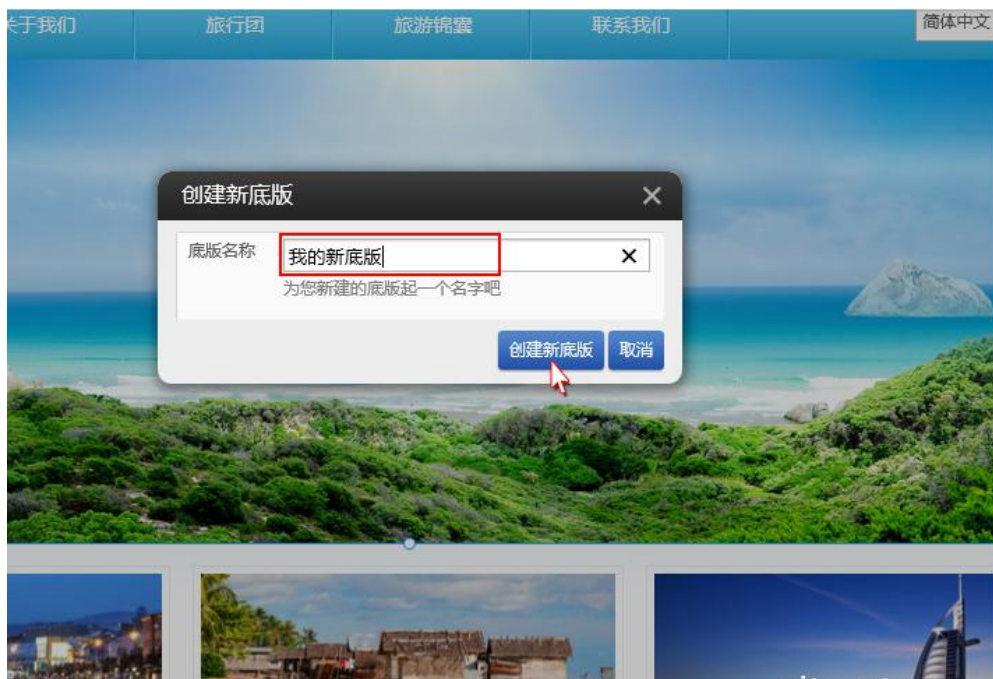 关于我们 旅行团 旅游锦囊 联系我们 简体中文
创建新底版
底版名称 我的新底版
为您新建的底版起一个名字吧
创建新底版 取消